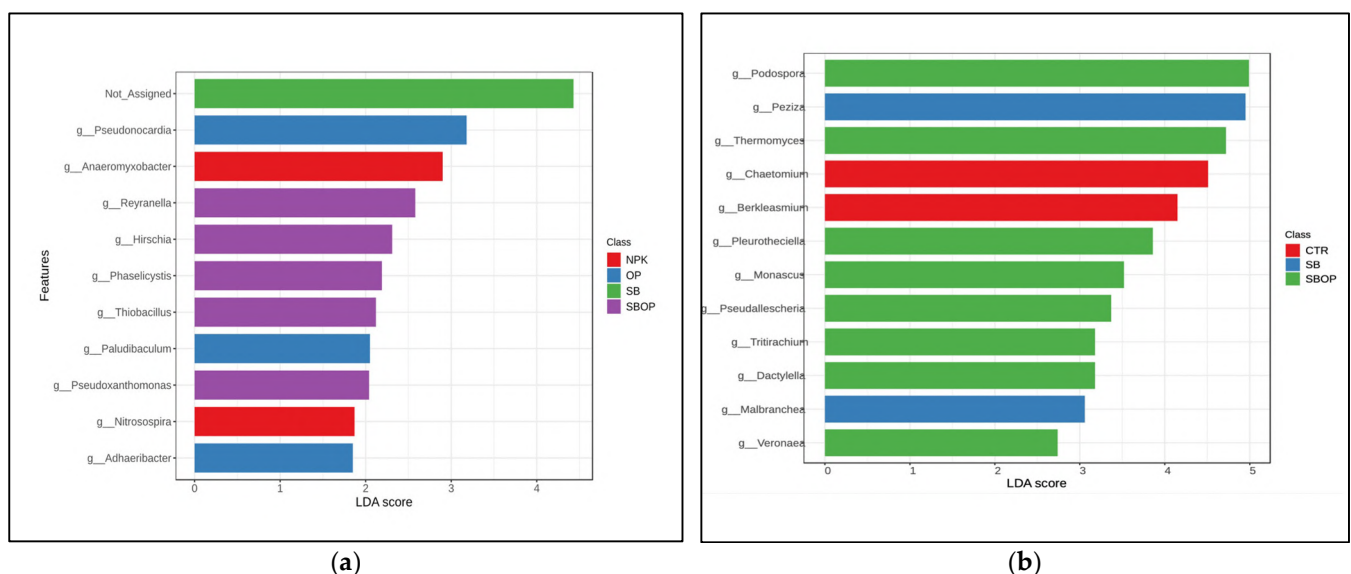 Features
Not_Assigned
g__Pseudonocardia
g__Anaeromyxobacter
g__Reyranella
g__Hirschia
g__Phaselicystis
g__Thiobacillus
g__Paludibaculum
g__Pseudoxanthomonas
g__Nitrosospira
g__Adhaeribacter
0 1 2 3 4
LDA score
Class
NPK
OP
SB
SBOP
(a)
g__Podospora
g__Peziza
g__Thermomyces
g__Chaetomium
g__Berkleasmium
g__Pleurotheciella
g__Monascus
g__Pseudallescheria
g__Tritirachium
g__Dactylella
g__Malbranchea
g__Veronaea
0 1 2 3 4 5
LDA score
Class
CTR
SB
SBOP
(b)